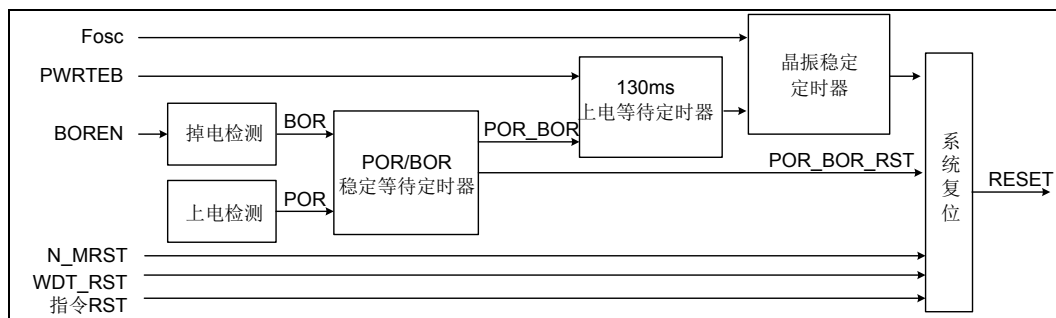 Fosc
PWRTEB
BOREN
掉电检测
BOR
上电检测
POR
POR/BOR
稳定等待定时器
POR_BOR
130ms
上电等待定时器
晶振稳定
定时器
POR_BOR_RST
系统复位
RESET
N_MRST
WDT_RST
指令RST